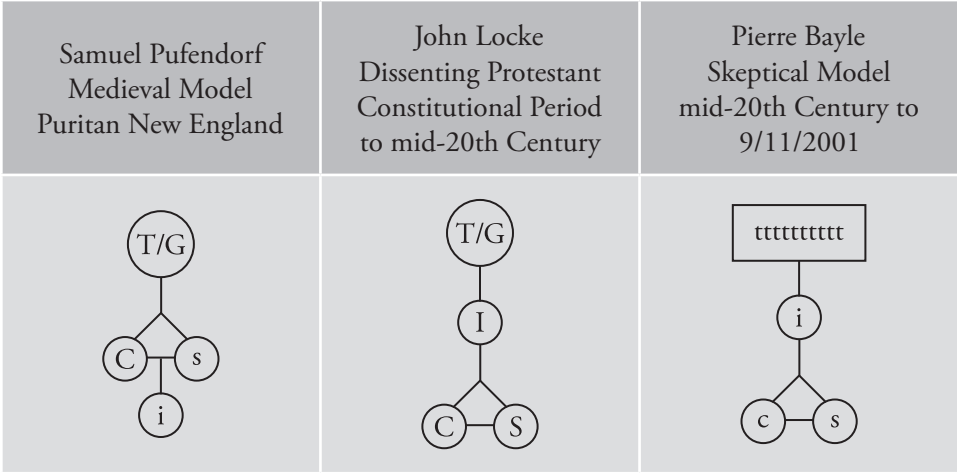 Samuel Pufendorf
Medieval Model
Puritan New England
John Locke
Dissenting Protestant
Constitutional Period
to mid-20th Century
Pierre Bayle
Skeptical Model
mid-20th Century to
9/11/2001
T/G
C s
i
T/G
I
C S
tttttttttt
i
c s